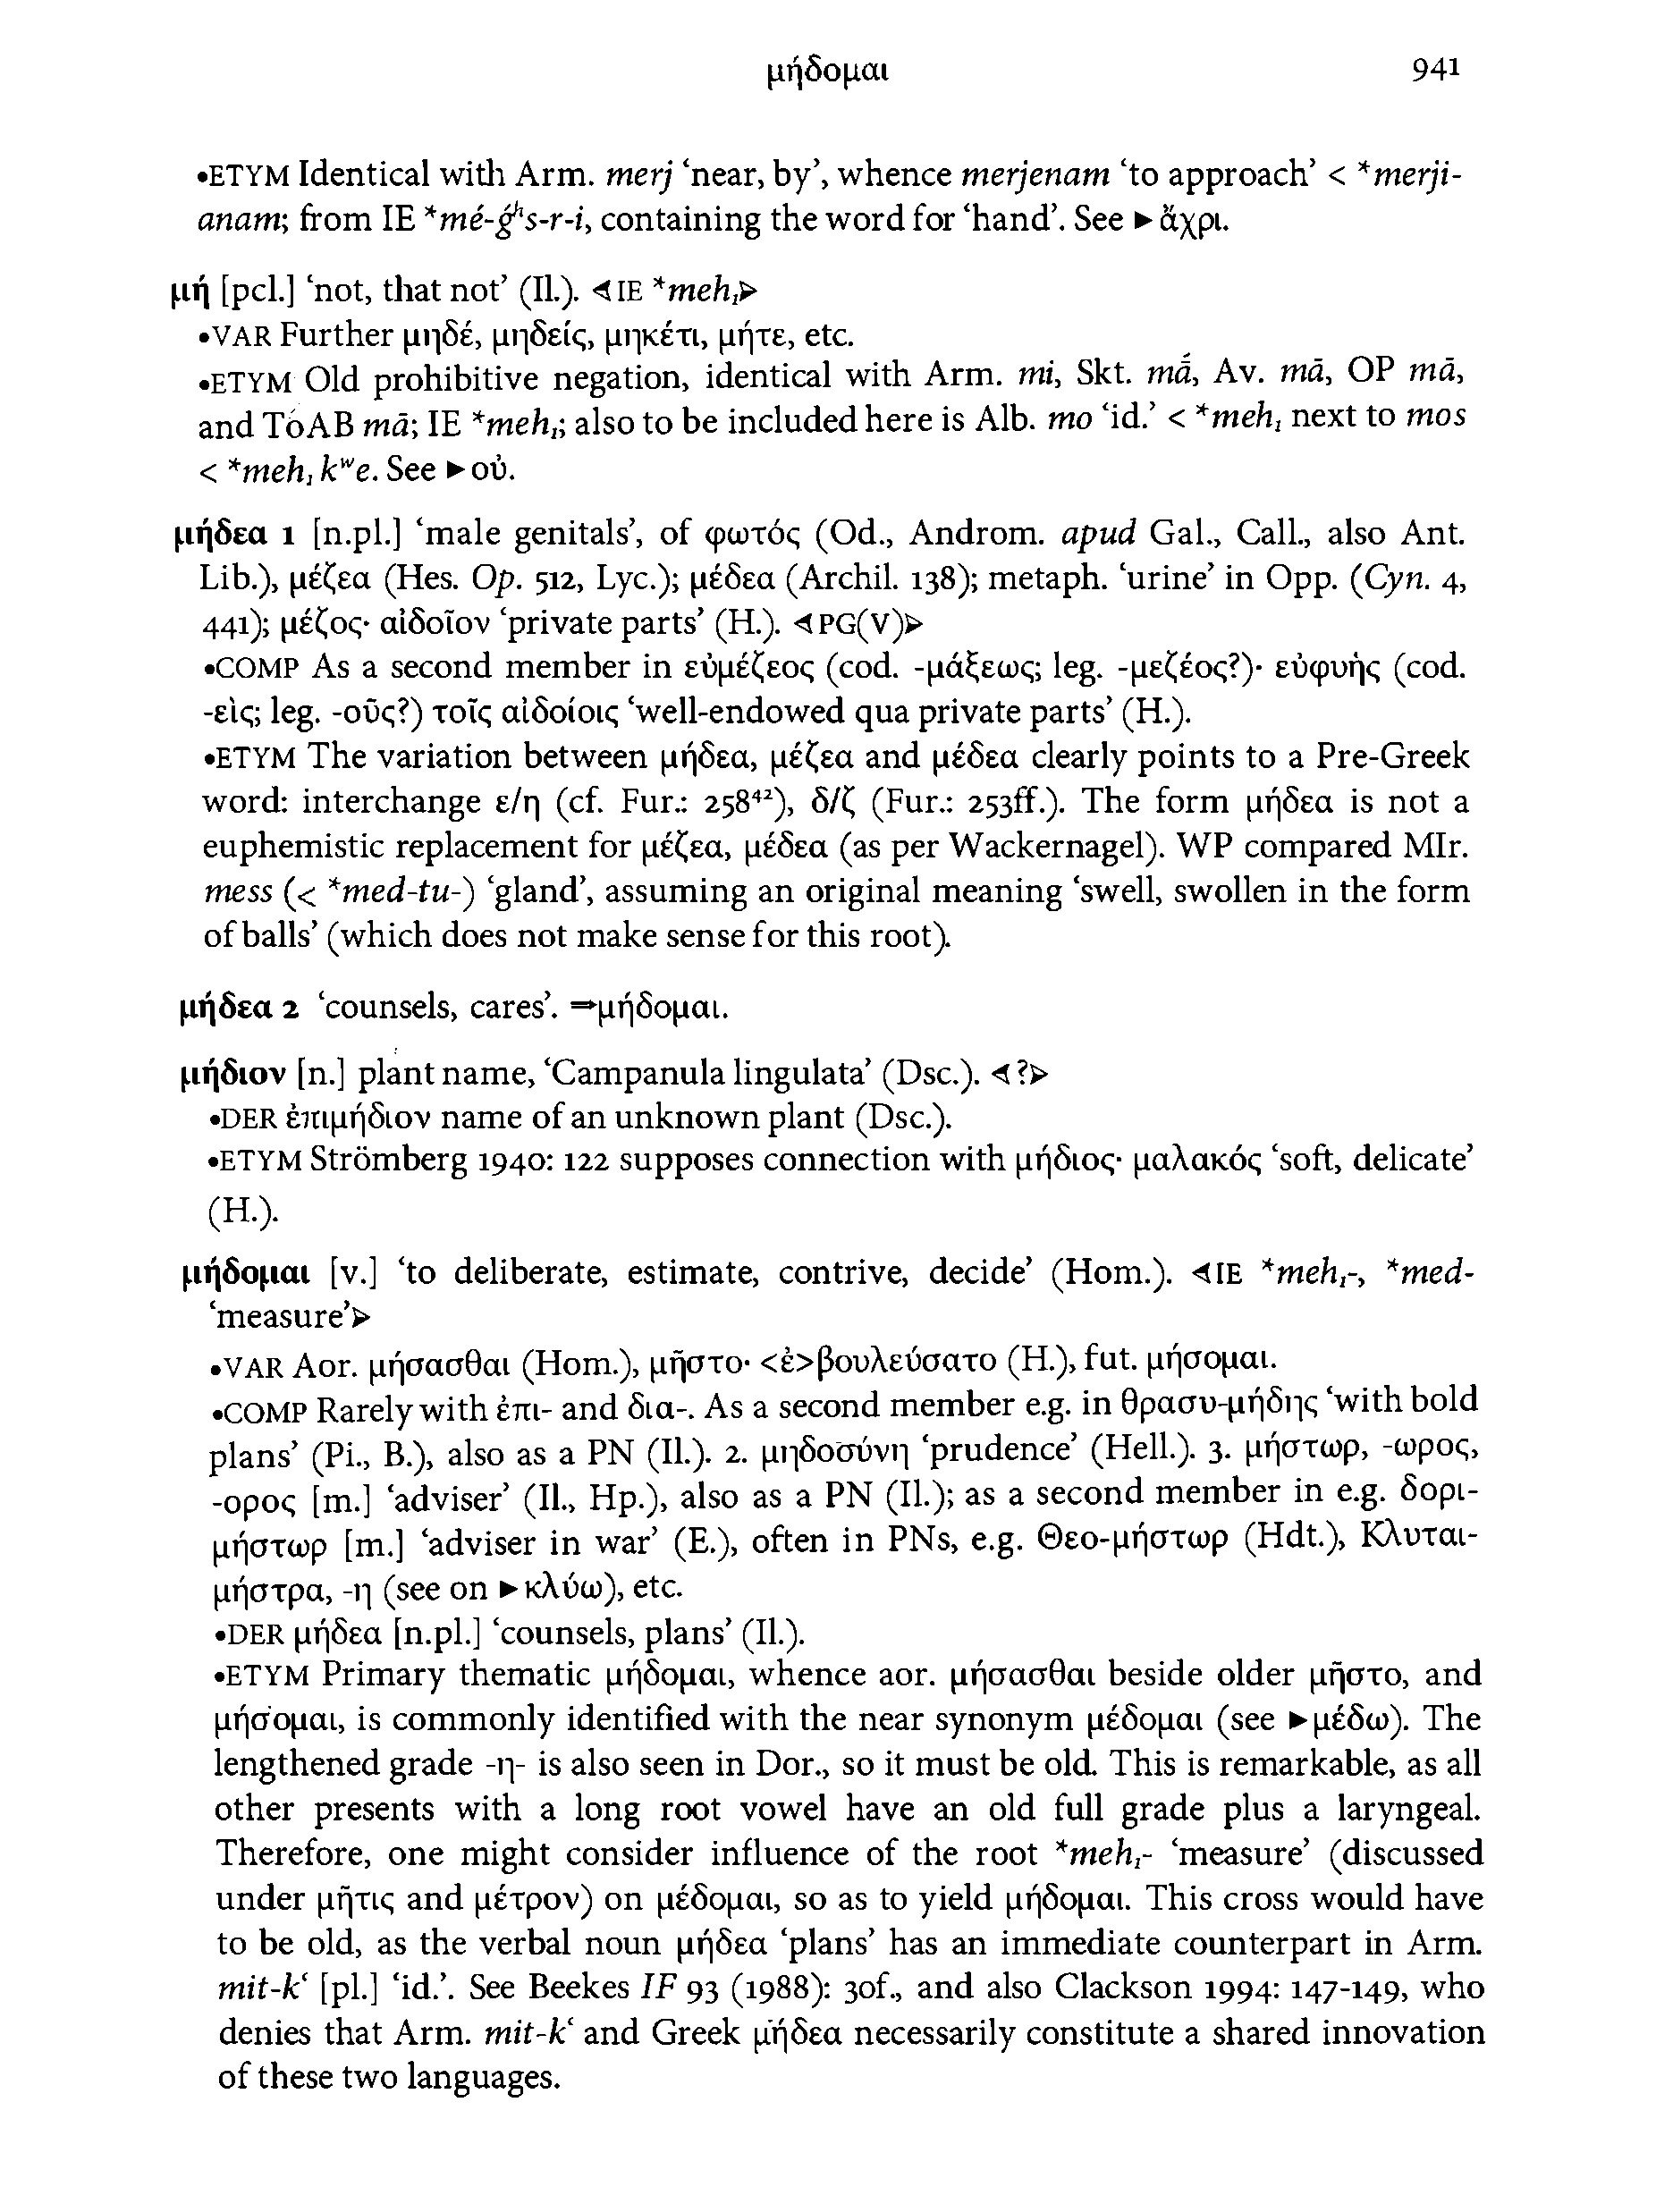 μήδομαι 941
•ETYM Identical with Arm. merj ‘near, by’, whence merjenam ‘to approach’ < *merji-
anam; from IE *mé-ǵʰs-r-i, containing the word for ‘hand’. See ►ἄχρι.
μή [pcl.] ‘not, that not’ (Il.). ⊲IE *meh₁⊳
•VAR Further μηδέ, μηδείς, μηκέτι, μήτε, etc.
•ETYM Old prohibitive negation, identical with Arm. mi, Skt. mā́, Av. mā, OP mā,
and ToAB mā; IE *meh₁; also to be included here is Alb. mo ‘id.’ < *meh₁ next to mos
< *meh₁ kʷe. See ►οὐ.
μήδεα 1 [n.pl.] ‘male genitals’, of φωτός (Od., Androm. apud Gal., Call., also Ant.
Lib.), μέζεα (Hes. Op. 512, Lyc.); μέδεα (Archil. 138); metaph. ‘urine’ in Opp. (Cyn. 4,
441); μέζος· αἰδοῖον ‘private parts’ (H.). ⊲PG(V)⊳
•COMP As a second member in εὐμέζεος (cod. -μάξεως; leg. -μεζέος?)· εὐφυὴς (cod.
-εὶς; leg. -οῦς?) τοῖς αἰδοίοις ‘well-endowed qua private parts’ (H.).
•ETYM The variation between μήδεα, μέζεα and μέδεα clearly points to a Pre-Greek
word: interchange ε/η (cf. Fur.: 258⁴²), δ/ζ (Fur.: 253ff.). The form μήδεα is not a
euphemistic replacement for μέζεα, μέδεα (as per Wackernagel). WP compared MIr.
mess (< *med-tu-) ‘gland’, assuming an original meaning ‘swell, swollen in the form
of balls’ (which does not make sense for this root).
μήδεα 2 ‘counsels, cares’. ⇒μήδομαι.
μήδιον [n.] plant name, ‘Campanula lingulata’ (Dsc.). ⊲?⊳
•DER ἐπιμήδιον name of an unknown plant (Dsc.).
•ETYM Strömberg 1940: 122 supposes connection with μήδιος· μαλακός ‘soft, delicate’
(H.).
μήδομαι [v.] ‘to deliberate, estimate, contrive, decide’ (Hom.). ⊲IE *meh₁-, *med-
‘measure’⊳
•VAR Aor. μήσασθαι (Hom.), μῆστο· <ἐ>βουλεύσατο (H.), fut. μήσομαι.
•COMP Rarely with ἐπι- and δια-. As a second member e.g. in θρασυ-μήδης ‘with bold
plans’ (Pi., B.), also as a PN (Il.). 2. μηδοσύνη ‘prudence’ (Hell.). 3. μήστωρ, -ωρος,
-ορος [m.] ‘adviser’ (Il., Hp.), also as a PN (Il.); as a second member in e.g. δορι-
μήστωρ [m.] ‘adviser in war’ (E.), often in PNs, e.g. Θεο-μήστωρ (Hdt.), Κλυται-
μήστρα, -η (see on ►κλύω), etc.
•DER μήδεα [n.pl.] ‘counsels, plans’ (Il.).
•ETYM Primary thematic μήδομαι, whence aor. μήσασθαι beside older μῆστο, and
μήσομαι, is commonly identified with the near synonym μέδομαι (see ►μέδω). The
lengthened grade -η- is also seen in Dor., so it must be old. This is remarkable, as all
other presents with a long root vowel have an old full grade plus a laryngeal.
Therefore, one might consider influence of the root *meh₁- ‘measure’ (discussed
under μῆτις and μέτρον) on μέδομαι, so as to yield μήδομαι. This cross would have
to be old, as the verbal noun μήδεα ‘plans’ has an immediate counterpart in Arm.
mit-kʿ [pl.] ‘id.’. See Beekes IF 93 (1988): 30f., and also Clackson 1994: 147-149, who
denies that Arm. mit-kʿ and Greek μήδεα necessarily constitute a shared innovation
of these two languages.